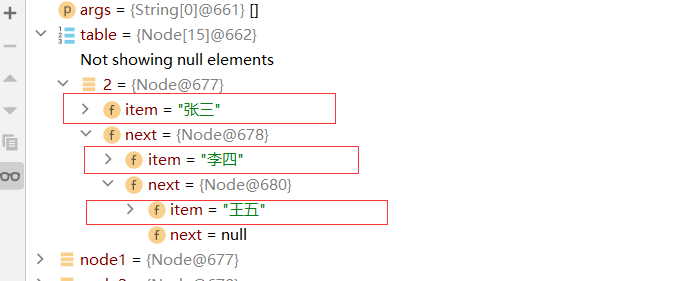 args = {String[0]@661} []
table = {Node[15]@662}
Not showing null elements
2 = {Node@677}
item = "张三"
next = {Node@678}
item = "李四"
next = {Node@680}
item = "王五"
next = null
node1 = {Node@677}